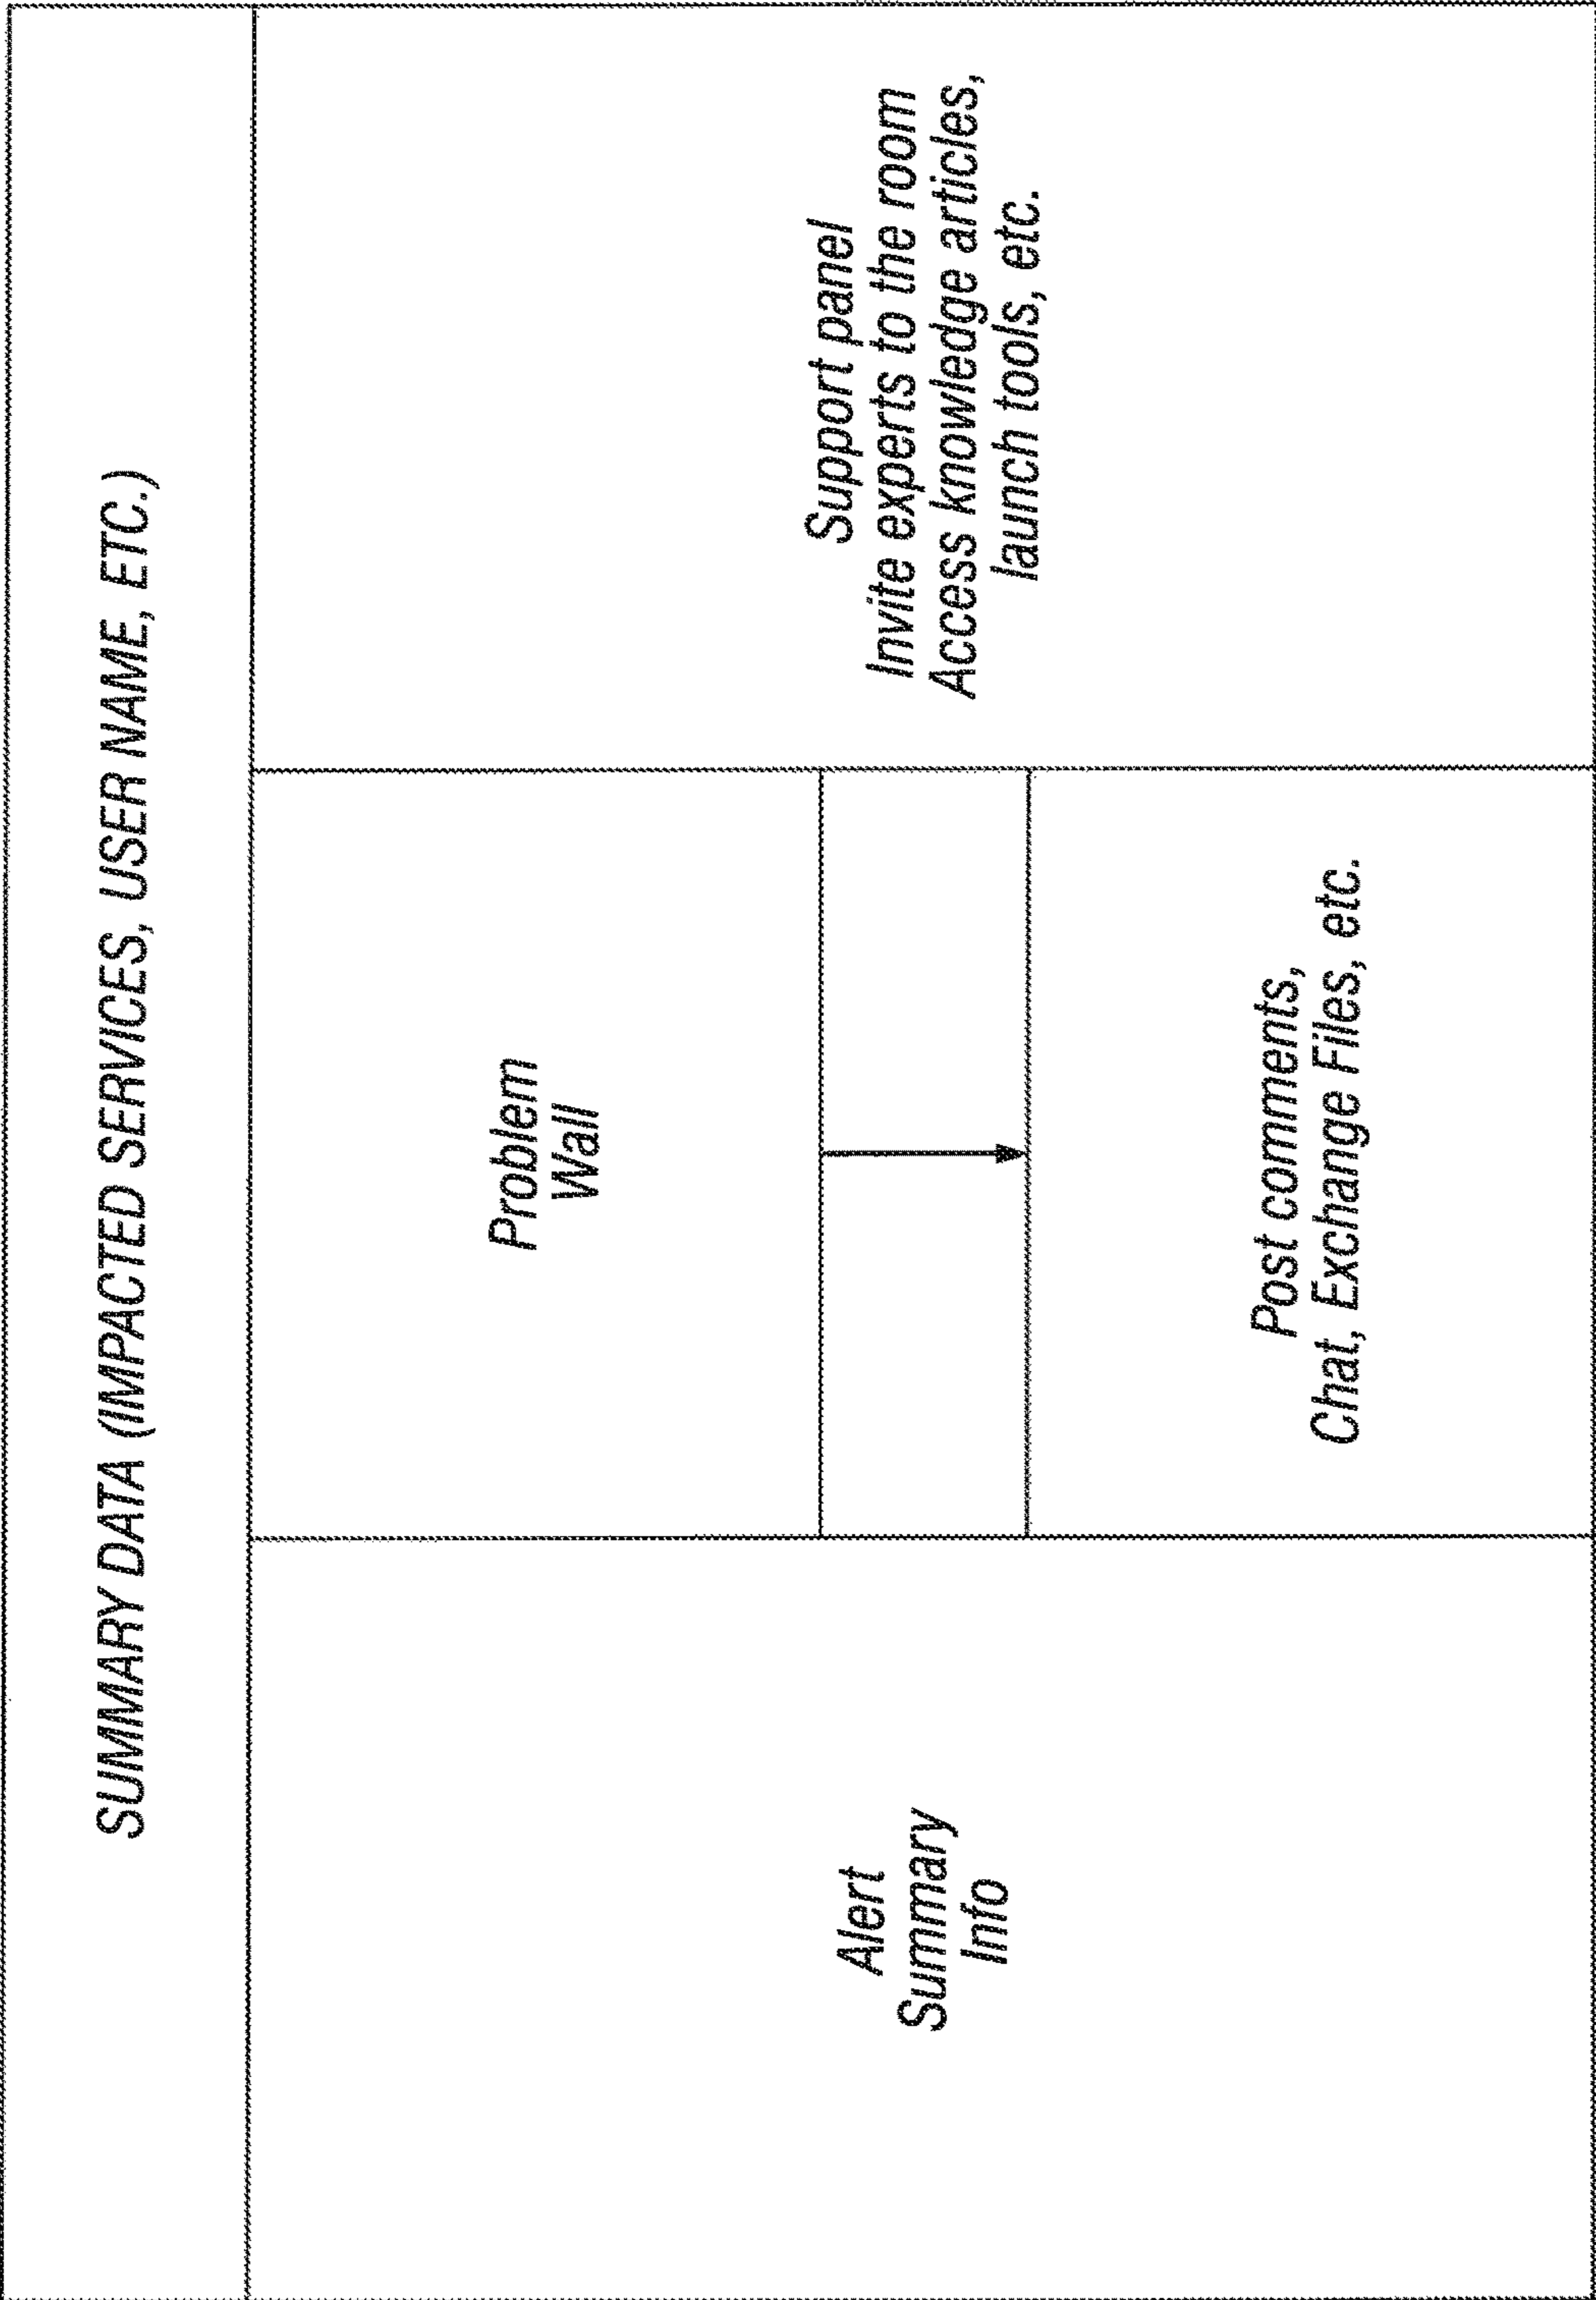 SUMMARY DATA (IMPACTED SERVICES, USER NAME, ETC.)
Alert
Summary
Info
Problem
Wall
Post comments,
Chat, Exchange Files, etc.
Support panel
Invite experts to the room
Access knowledge articles,
launch tools, etc.